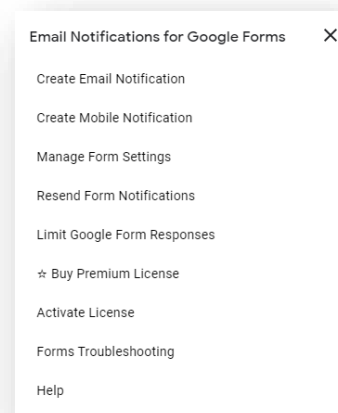 Email Notifications for Google Forms
Create Email Notification
Create Mobile Notification
Manage Form Settings
Resend Form Notifications
Limit Google Form Responses
☆ Buy Premium License
Activate License
Forms Troubleshooting
Help